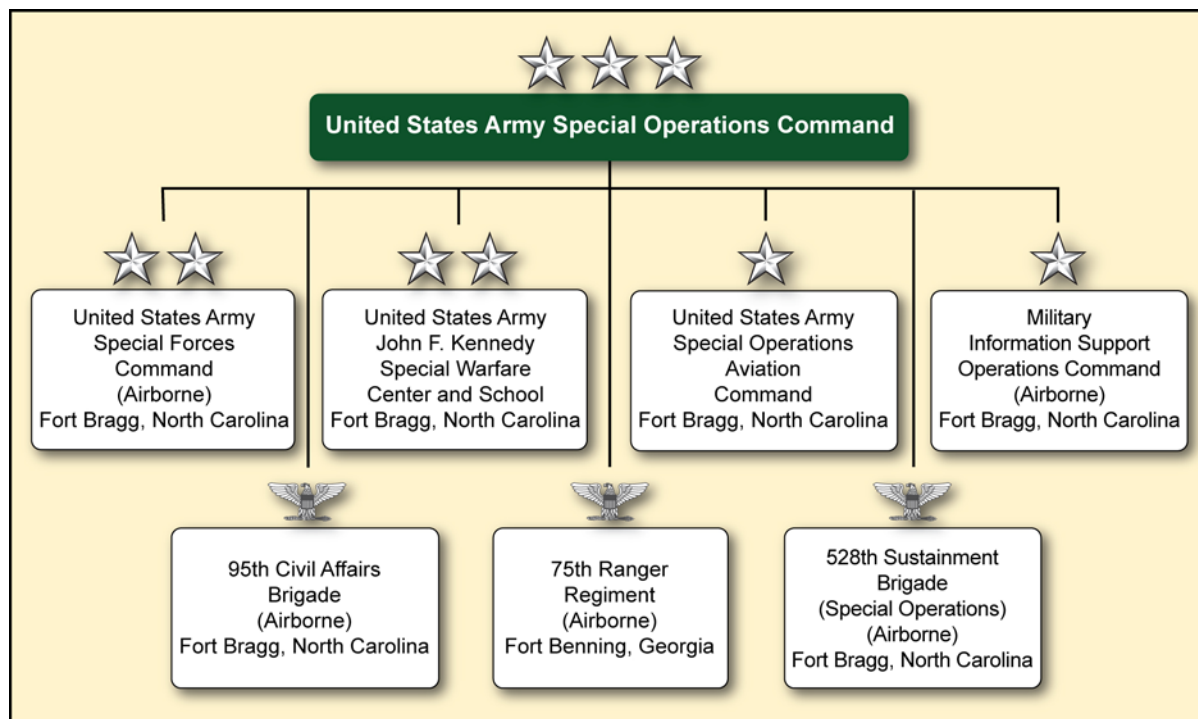 United States Army Special Operations Command
United States Army
Special Forces
Command
(Airborne)
Fort Bragg, North Carolina
United States Army
John F. Kennedy
Special Warfare
Center and School
Fort Bragg, North Carolina
United States Army
Special Operations
Aviation
Command
Fort Bragg, North Carolina
Military
Information Support
Operations Command
(Airborne)
Fort Bragg, North Carolina
95th Civil Affairs
Brigade
(Airborne)
Fort Bragg, North Carolina
75th Ranger
Regiment
(Airborne)
Fort Benning, Georgia
528th Sustainment
Brigade
(Special Operations)
(Airborne)
Fort Bragg, North Carolina